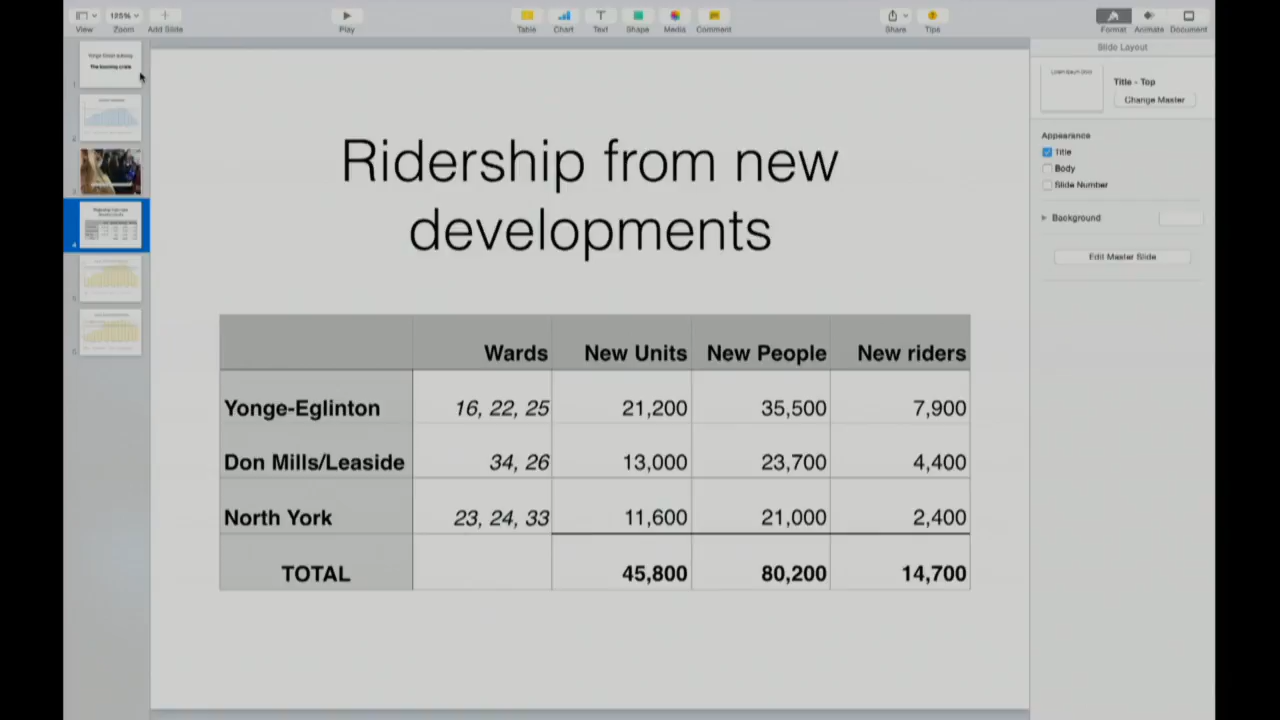 View
125%
Zoom
Add Slide
Play
Table
Chart
Text
Shape
Media
Comment
Share
Tips
Format
Animate
Document
Slide Layout
Title - Top
Change Master
Appearance
Title
Body
Slide Number
Background
Edit Master Slide
Ridership from new
developments
Wards New Units New People New riders
Yonge-Eglinton 16, 22, 25 21,200 35,500 7,900
Don Mills/Leaside 34, 26 13,000 23,700 4,400
North York 23, 24, 33 11,600 21,000 2,400
TOTAL 45,800 80,200 14,700